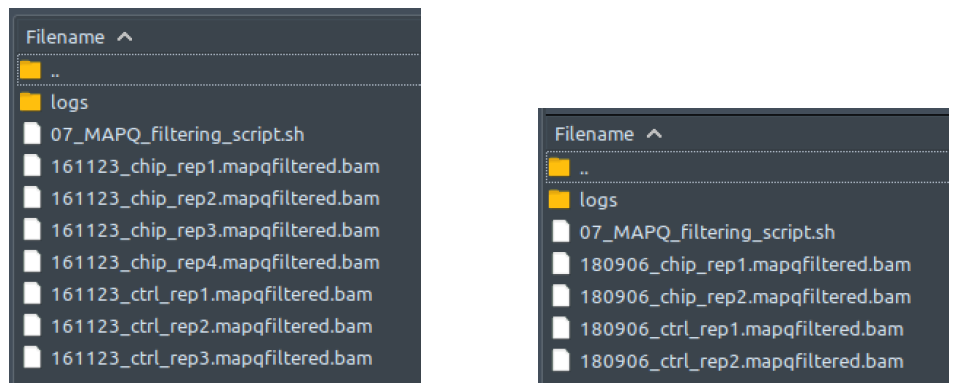 Filename
..
logs
07_MAPQ_filtering_script.sh
161123_chip_rep1.mapqfiltered.bam
161123_chip_rep2.mapqfiltered.bam
161123_chip_rep3.mapqfiltered.bam
161123_chip_rep4.mapqfiltered.bam
161123_ctrl_rep1.mapqfiltered.bam
161123_ctrl_rep2.mapqfiltered.bam
161123_ctrl_rep3.mapqfiltered.bam
Filename
..
logs
07_MAPQ_filtering_script.sh
180906_chip_rep1.mapqfiltered.bam
180906_chip_rep2.mapqfiltered.bam
180906_ctrl_rep1.mapqfiltered.bam
180906_ctrl_rep2.mapqfiltered.bam